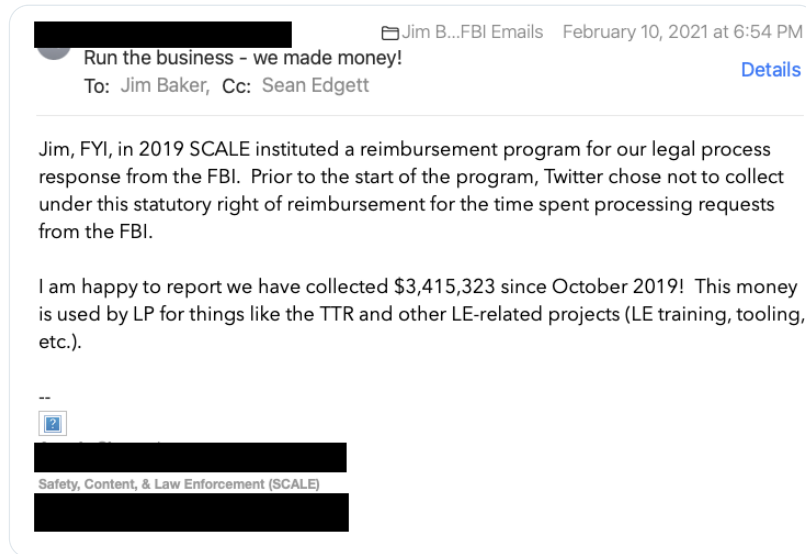 Jim B...FBI Emails February 10, 2021 at 6:54 PM
Run the business - we made money!
Details
To: Jim Baker, Cc: Sean Edgett
Jim, FYI, in 2019 SCALE instituted a reimbursement program for our legal process
response from the FBI. Prior to the start of the program, Twitter chose not to collect
under this statutory right of reimbursement for the time spent processing requests
from the FBI.
I am happy to report we have collected $3,415,323 since October 2019! This money
is used by LP for things like the TTR and other LE-related projects (LE training, tooling,
etc.).
--
?
Safety, Content, & Law Enforcement (SCALE)